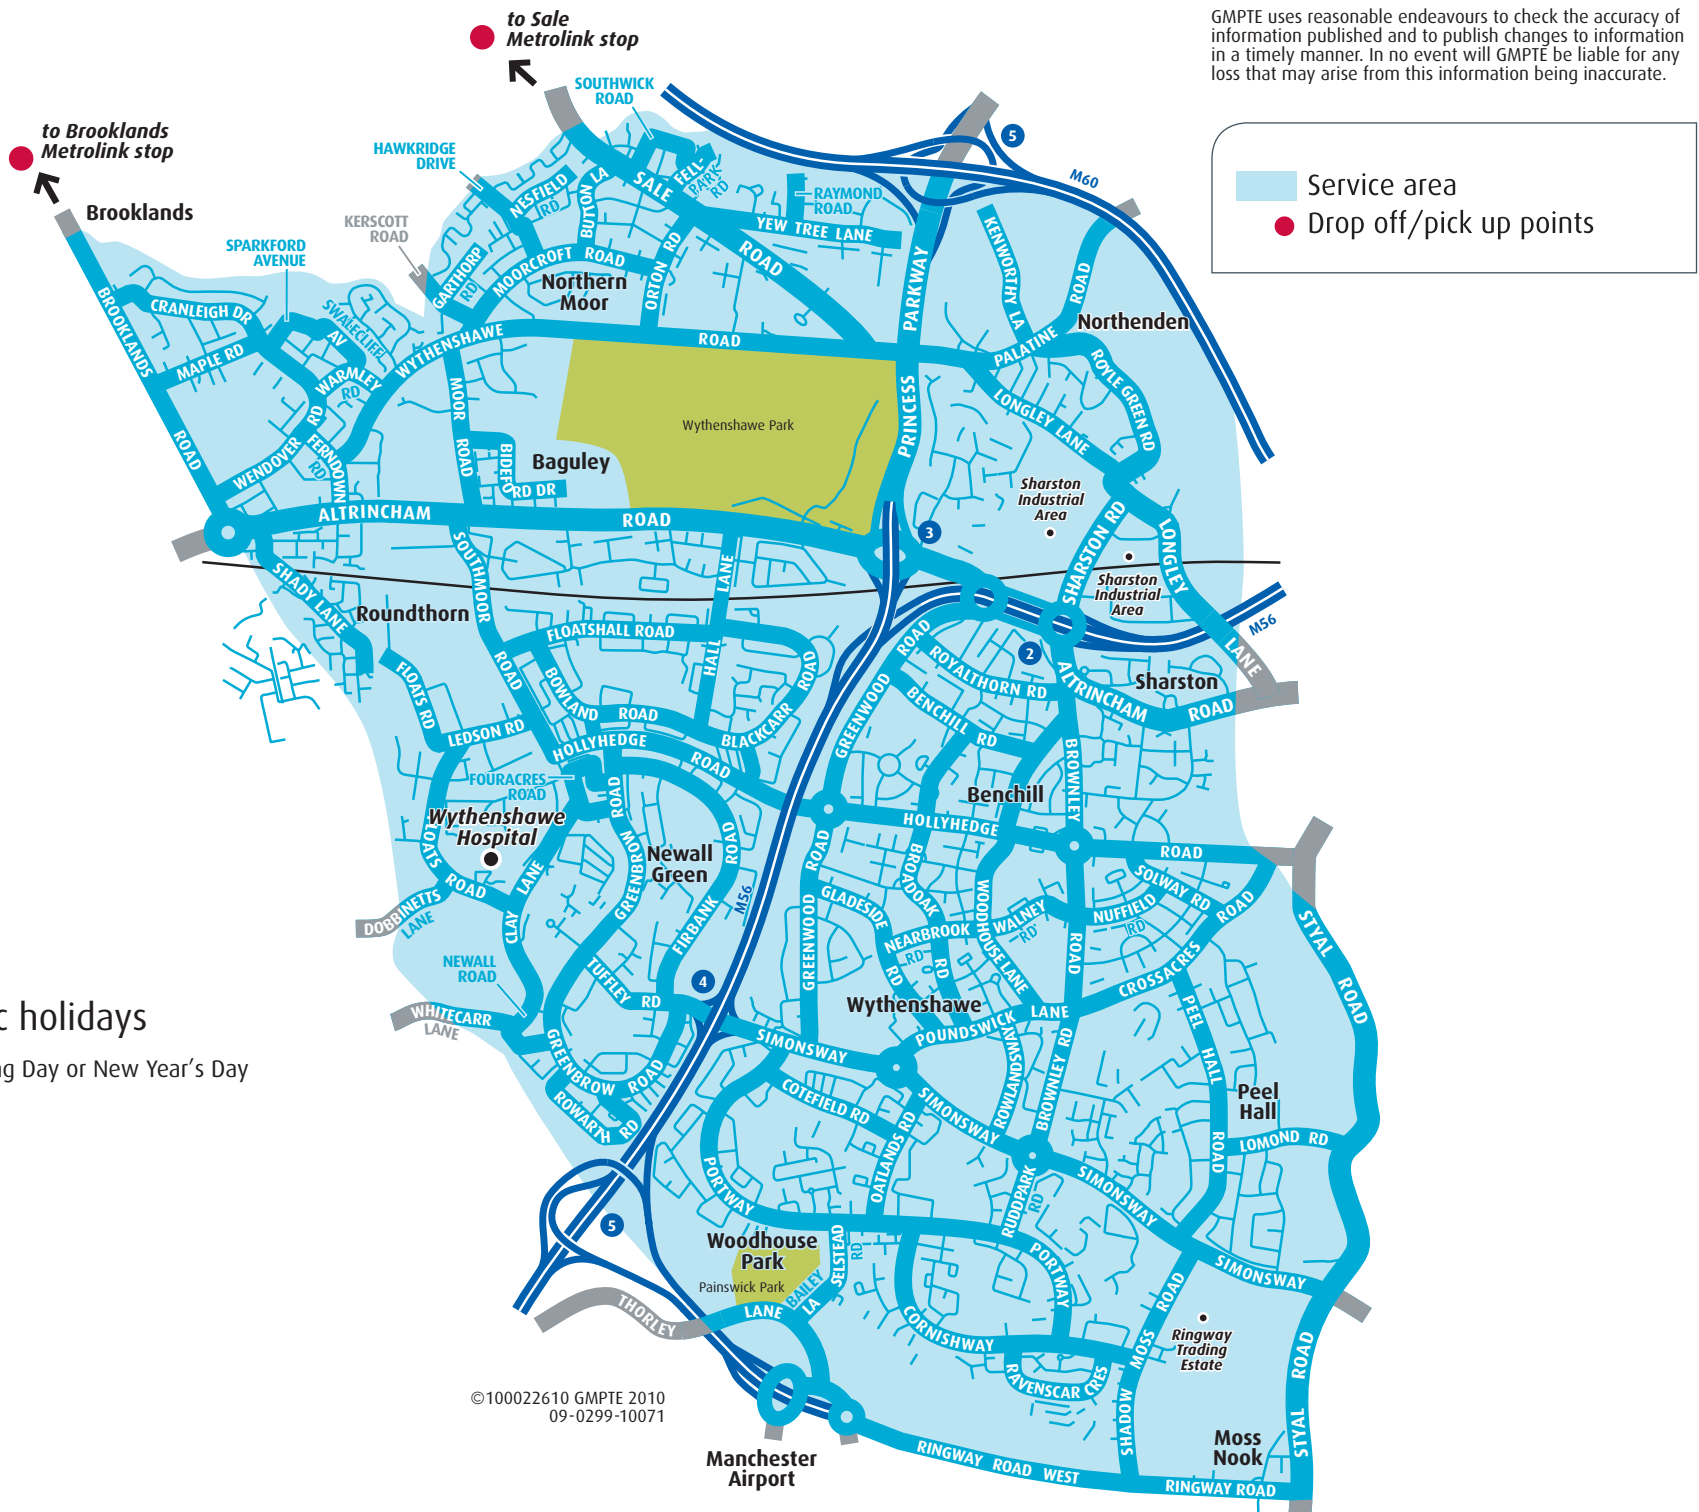 to Sale
Metrolink stop
GMPTE uses reasonable endeavours to check the accuracy of
information published and to publish changes to information
in a timely manner. In no event will GMPTE be liable for any
loss that may arise from this information being inaccurate.
Service area
Drop off/pick up points
to Brooklands
Metrolink stop
Brooklands
SOUTHWICK
ROAD
HAWKRIDGE
DRIVE
KERSCOTT
ROAD
SPARKFORD
AVENUE
NESFIELD
RD
BUTTON LA
SALE
ROAD
FELL-
PARK
RD
RAYMOND
ROAD
YEW TREE LANE
M60
5
KENWORTHY LA
PALATINE
ROAD
Northenden
GARTHORP
RD
MOORCROFT ROAD
ORTON RD
Northern
Moor
PRINCESS
PARKWAY
BROOKLANDS
ROAD
CRANLEIGH DR
MAPLE RD
SWALECLIFF
AV
WARMLEY
RD
WYTHENSHAWE
ROAD
WENDOVER
RD
FERNDOWN
RD
MOOR
ROAD
BIDEFO
RD DR
Baguley
Wythenshawe Park
LONGLEY LANE
ROYLE GREEN RD
Sharston
Industrial
Area
SHARSTON RD
Sharston
Industrial
Area
LONGLEY
LANE
3
ALTRINCHAM
ROAD
SHADY LANE
Roundthorn
SOUTHMOOR
ROAD
HALL
LANE
FLOATSHALL ROAD
BOWLAND
ROAD
BLACKCARR
ROAD
FLOATS RD
LEDSON RD
HOLLYHEDGE
ROAD
FOURACRES
ROAD
Wythenshawe
Hospital
M56
2
GREENWOOD
ROAD
ROYALTHORN RD
BENCHILL
RD
ALTRINCHAM
ROAD
Sharston
BROWNLEY
Benchill
HOLLYHEDGE
ROAD
FLOATS
ROAD
DOBBINETTS
LANE
CLAY
LANE
GREENBROW
ROAD
Newall
Green
FIRBANK
ROAD
M56
GREENWOOD
ROAD
GLADESIDE
RD
BROADOAK
RD
NEARBROOK
RD
WOODHOUSE LANE
WALNEY
RD
NUFFIELD
RD
SOLWAY RD
CROSSACRES
ROAD
ROAD
STYAL
ROAD
NEWALL
ROAD
WHITECARR
LANE
TUFFLEY
RD
4
Wythenshawe
POUNDSWICK
LANE
SIMONSWAY
PEEL
HALL
ROAD
c holidays
ng Day or New Year's Day
GREENBROW
ROAD
ROWARTH
RD
COTEFIELD RD
OATLANDS RD
SIMONSWAY
ROWLANDSWAY
BROWNLEY RD
Peel
Hall
LOMOND RD
PORTWAY
RUDDPARK
RD
SIMONSWAY
5
Woodhouse
Park
Painswick Park
SELSTEAD
RD
BAILEY
LA
PORTWAY
SIMONSWAY
THORLEY
LANE
CORNISHWAY
RAVENSCAR CRES
SHADOW
MOSS
ROAD
Ringway
Trading
Estate
STYAL
ROAD
©100022610 GMPTE 2010
09-0299-10071
Manchester
Airport
Moss
Nook
RINGWAY ROAD WEST
RINGWAY ROAD